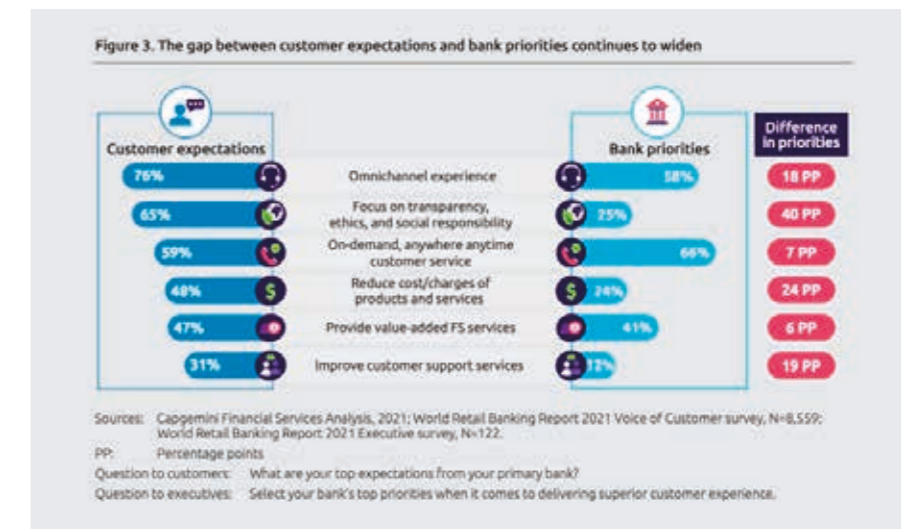 Figure 3. The gap between customer expectations and bank priorities continues to widen
Customer expectations
Bank priorities
Difference
in priorities
76%
Omnichannel experience
58%
18 PP
65%
Focus on transparency,
ethics, and social responsibility
25%
40 PP
59%
On-demand, anywhere anytime
customer service
66%
7 PP
48%
Reduce cost/charges of
products and services
24%
24 PP
47%
Provide value-added FS services
41%
6 PP
31%
Improve customer support services
12%
19 PP
Sources: Capgemini Financial Services Analysis, 2021; World Retail Banking Report 2021 Voice of Customer survey, N=8,559;
World Retail Banking Report 2021 Executive survey, N=122.
PP: Percentage points
Question to customers: What are your top expectations from your primary bank?
Question to executives: Select your bank's top priorities when it comes to delivering superior customer experience.